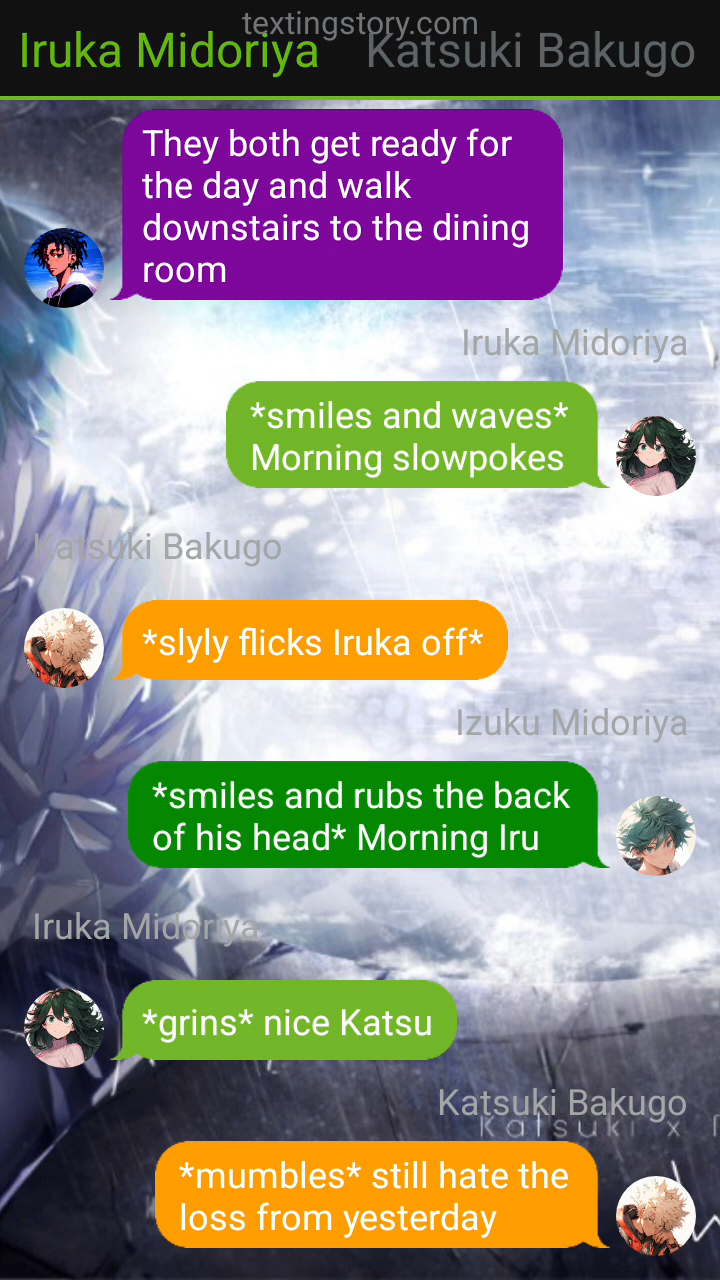 textingstory.com
Iruka Midoriya Katsuki Bakugo
They both get ready for
the day and walk
downstairs to the dining
room
Iruka Midoriya
*smiles and waves*
Morning slowpokes
Katsuki Bakugo
*slyly flicks Iruka off*
Izuku Midoriya
*smiles and rubs the back
of his head* Morning Iru
Iruka Midoriya
*grins* nice Katsu
Katsuki Bakugo
Katsuki x
*mumbles* still hate the
loss from yesterday